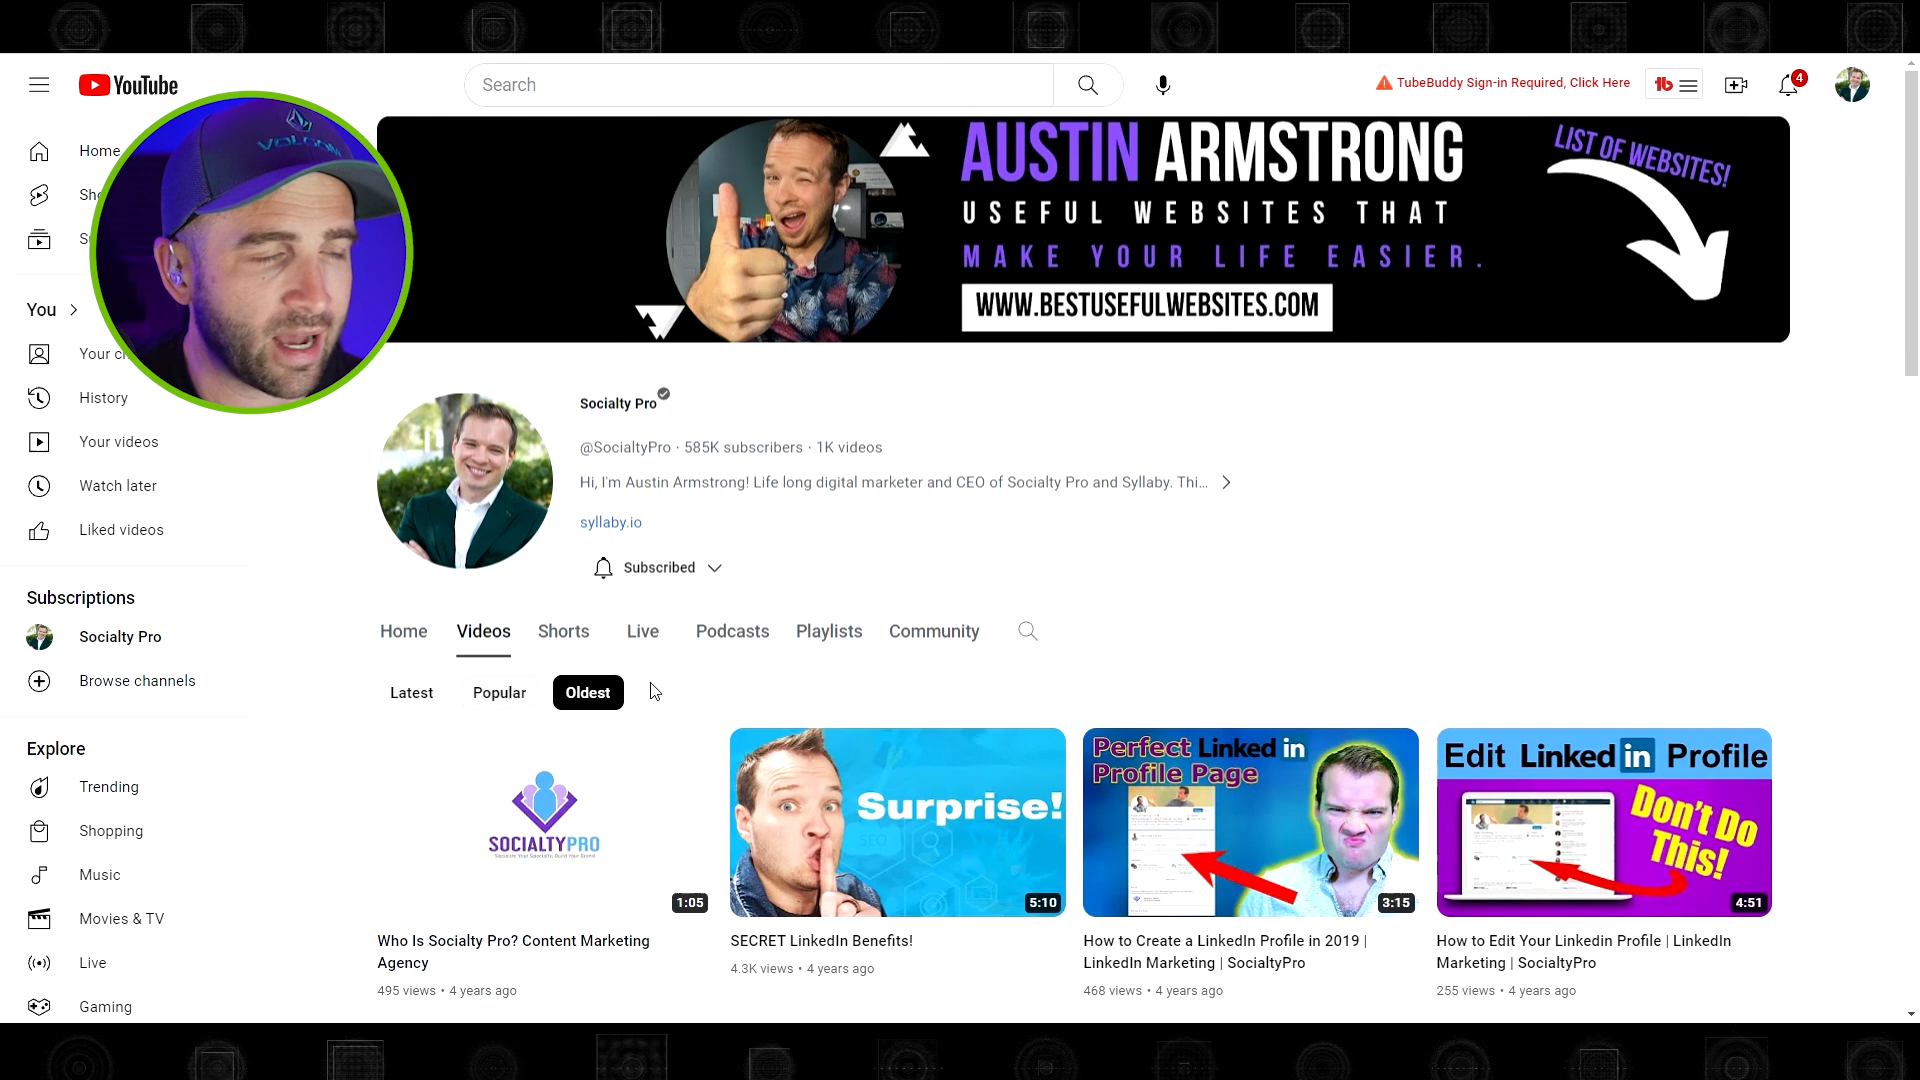 YouTube
Search
TubeBuddy Sign-in Required, Click Here
tb
4
VOLCOM
Home
Sh
S
You
Your c
History
Your videos
Watch later
Liked videos
Subscriptions
Socialty Pro
Browse channels
Explore
Trending
Shopping
Music
Movies & TV
Live
Gaming
AUSTIN ARMSTRONG
USEFUL WEBSITES THAT
MAKE YOUR LIFE EASIER.
WWW.BESTUSEFULWEBSITES.COM
LIST OF WEBSITES!
Socialty Pro
@SocialtyPro · 585K subscribers · 1K videos
Hi, I'm Austin Armstrong! Life long digital marketer and CEO of Socialty Pro and Syllaby. Thi...
syllaby.io
Subscribed
Home Videos Shorts Live Podcasts Playlists Community
Latest Popular Oldest
SOCIALTYPRO
1:05
Who Is Socialty Pro? Content Marketing
Agency
495 views • 4 years ago
Surprise!
SEO
5:10
SECRET LinkedIn Benefits!
4.3K views • 4 years ago
Perfect Linked in
Profile Page
3:15
How to Create a LinkedIn Profile in 2019 |
LinkedIn Marketing | SocialtyPro
468 views • 4 years ago
Edit Linked in Profile
Don't Do
This!
4:51
How to Edit Your Linkedin Profile | LinkedIn
Marketing | SocialtyPro
255 views • 4 years ago